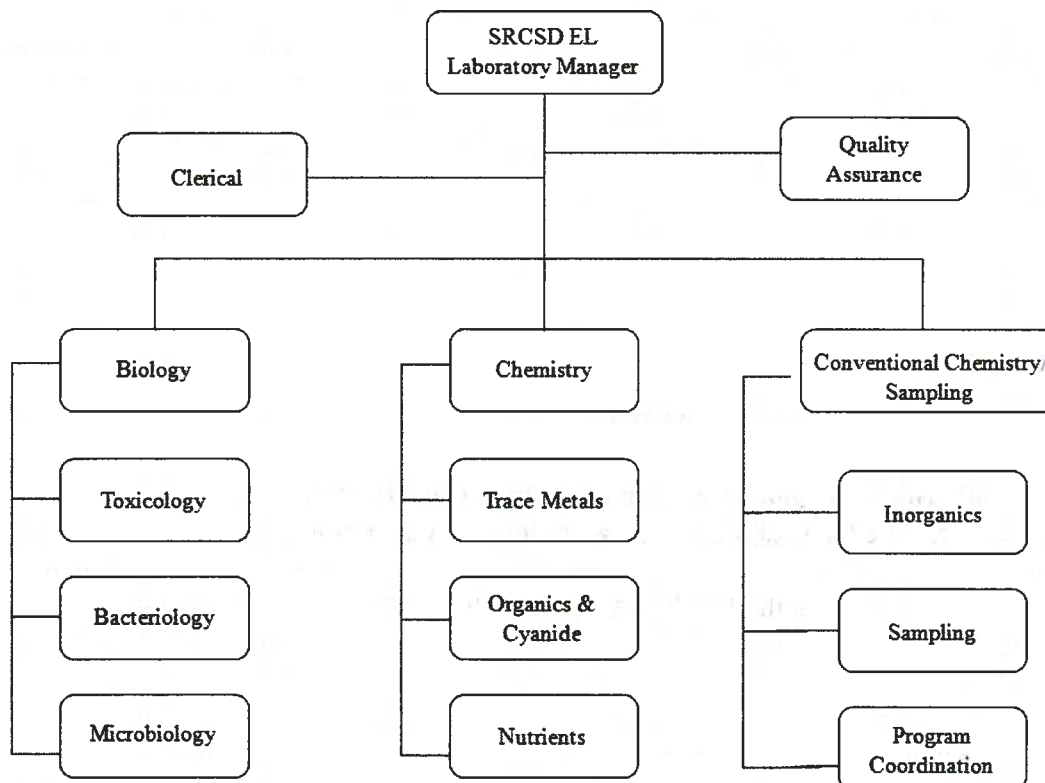 SRCSD EL
Laboratory Manager
Clerical
Quality
Assurance
Biology
Chemistry
Conventional Chemistry/
Sampling
Toxicology
Trace Metals
Inorganics
Bacteriology
Organics &
Cyanide
Sampling
Microbiology
Nutrients
Program
Coordination